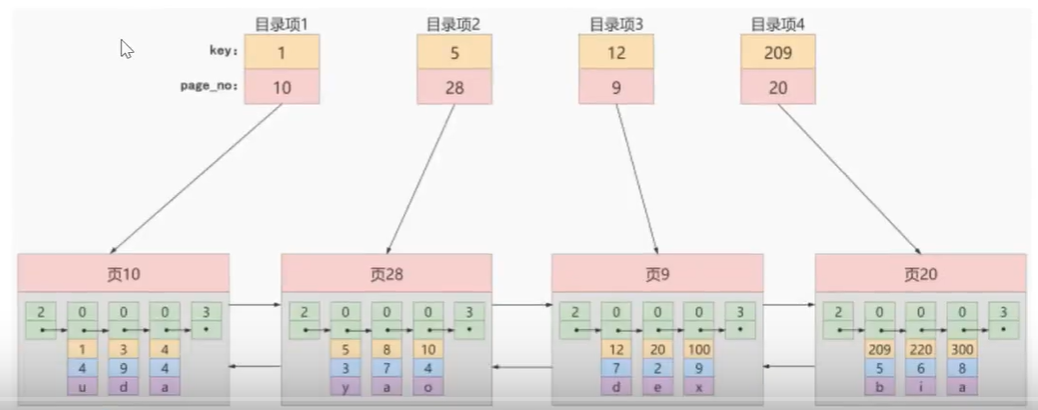 目录项1 目录项2 目录项3 目录项4
key: 1 5 12 209
page_no: 10 28 9 20
页10 页28 页9 页20
2 0 0 0 3 2 0 0 0 3 2 0 0 0 3 2 0 0 0 3
1 3 4 5 8 10 12 20 100 209 220 300
4 9 4 3 7 4 7 2 9 5 6 8
u d a y a o d e x b i a